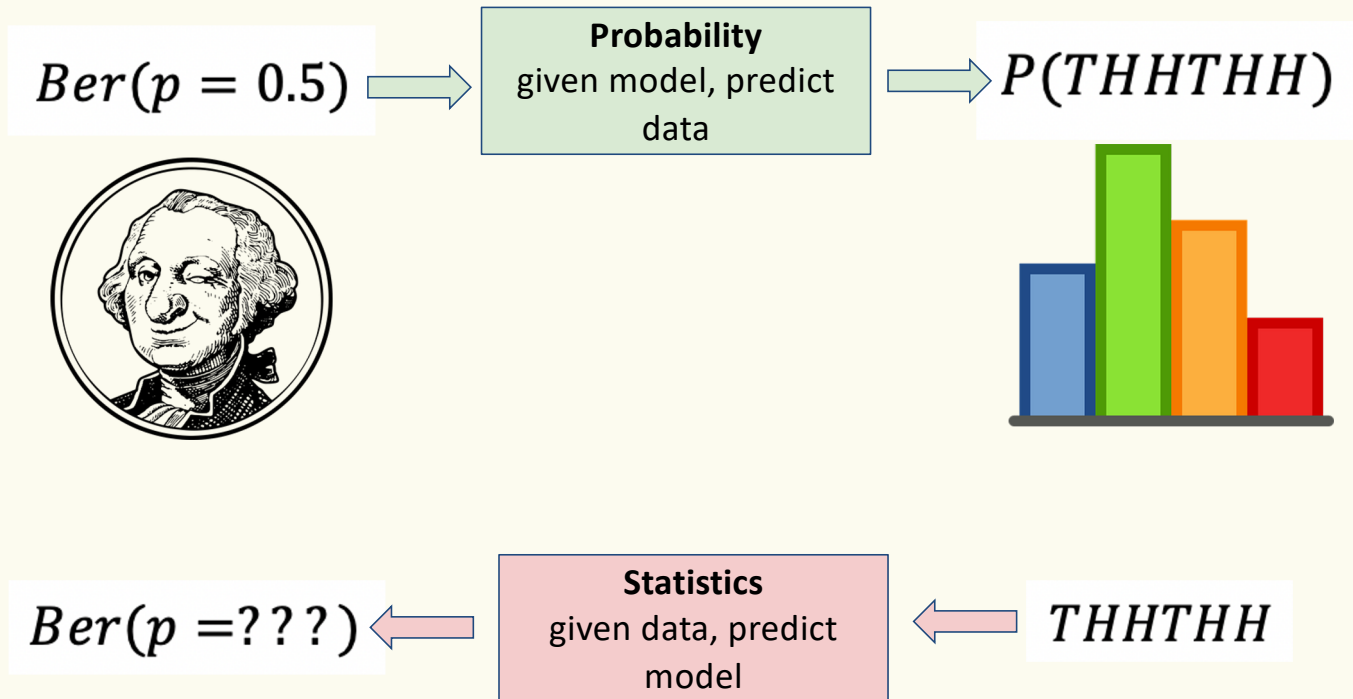 Probability
Ber(p = 0.5)
given model, predict
data
P(THHTHH)
Statistics
Ber(p =???)
given data, predict
model
THHTHH